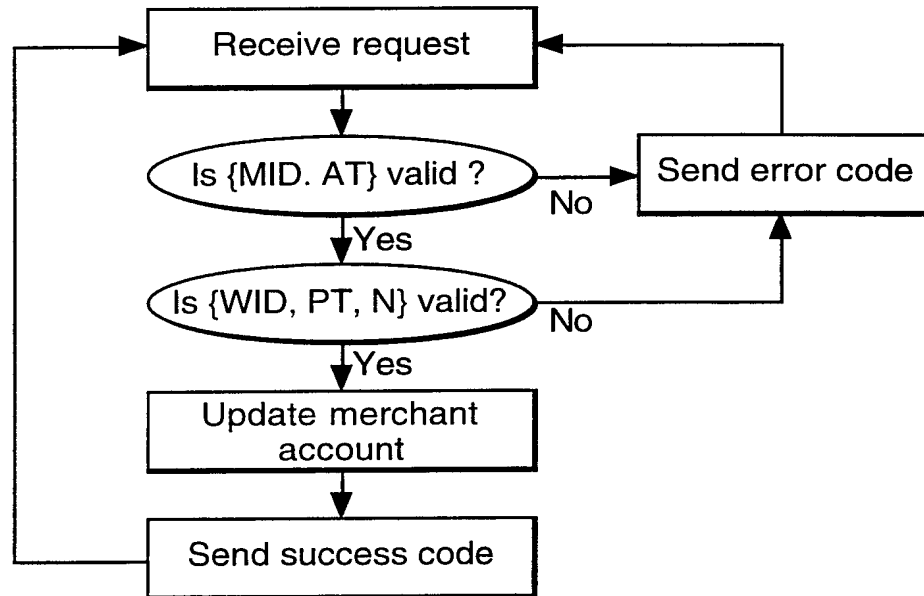 Receive request
Is {MID. AT} valid ?
Send error code
No
Yes
Is {WID, PT, N} valid?
No
Yes
Update merchant
account
Send success code